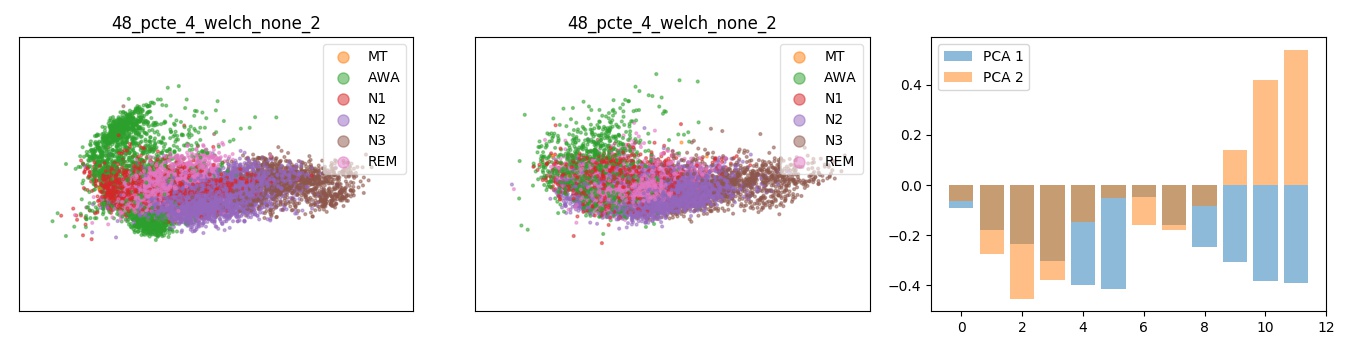 48_pcte_4_welch_none_2
MT
AWA
N1
N2
N3
REM
48_pcte_4_welch_none_2
MT
AWA
N1
N2
N3
REM
PCA 1
PCA 2
0.4
0.2
0.0
−0.2
−0.4
0 2 4 6 8 10 12